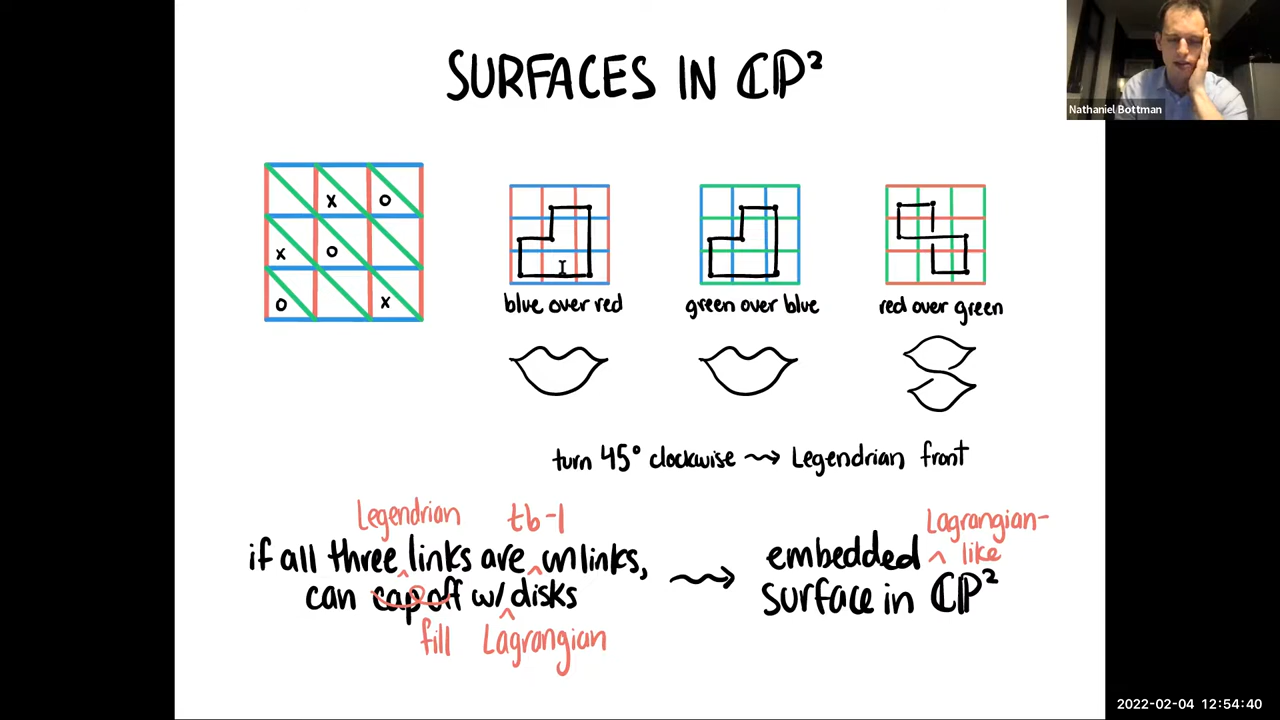 SURFACES IN ℂℙ²
Nathaniel Bottman
x o
x o
o x
blue over red
green over blue
red over green
turn 45° clockwise ⇝ Legendrian front
Legendrian tb-1
if all three ^ links are ^ unlinks,
can cap off w/ ^ disks
fill Lagrangian
⇝
Lagrangian-
embedded ^ like
surface in ℂℙ²
2022-02-04 12:54:40